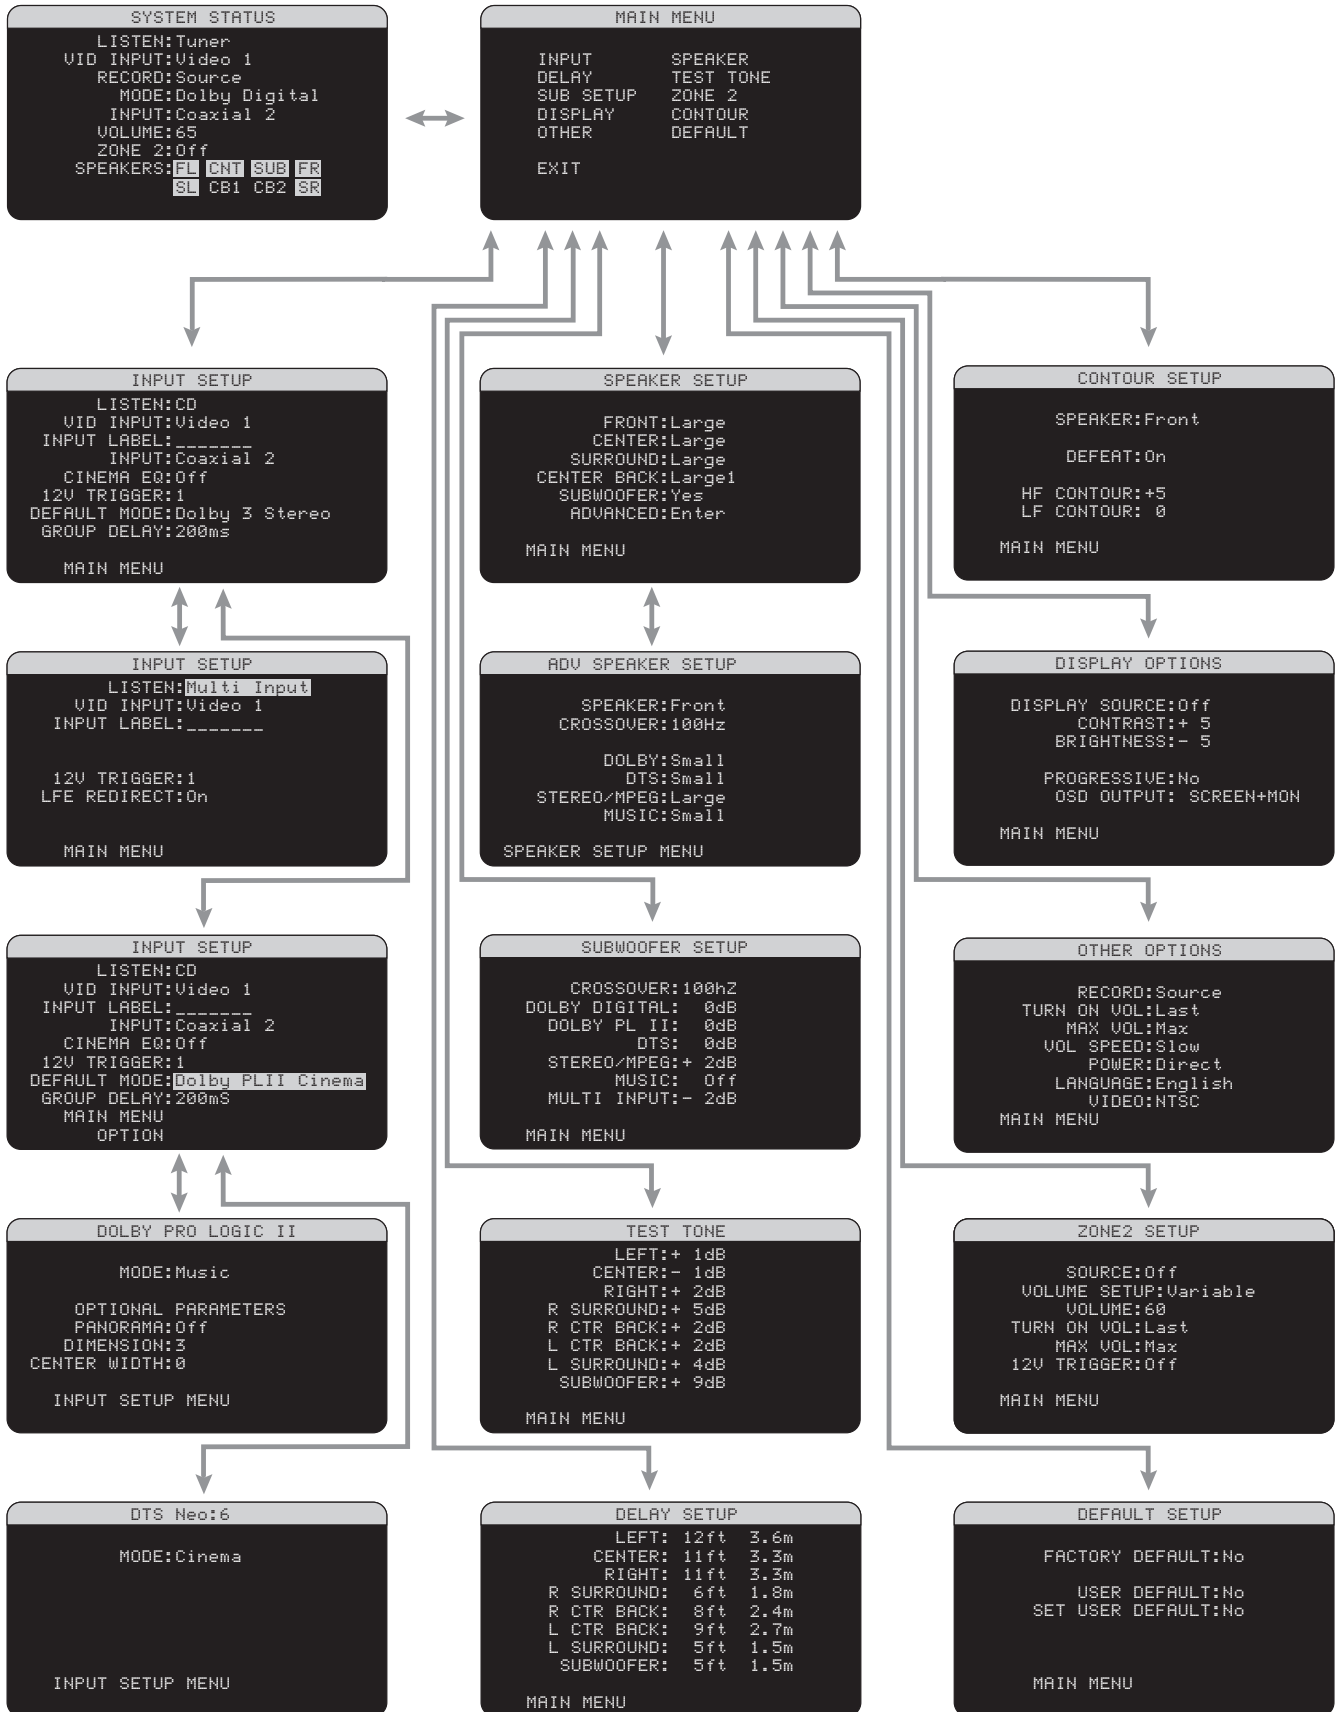 SYSTEM STATUS
LISTEN:Tuner
VID INPUT:Video 1
RECORD:Source
MODE:Dolby Digital
INPUT:Coaxial 2
VOLUME:65
ZONE 2:Off
SPEAKERS:FL CNT SUB FR
SL CB1 CB2 SR
MAIN MENU
INPUT SPEAKER
DELAY TEST TONE
SUB SETUP ZONE 2
DISPLAY CONTOUR
OTHER DEFAULT
EXIT
INPUT SETUP
LISTEN:CD
VID INPUT:Video 1
INPUT LABEL:_______
INPUT:Coaxial 2
CINEMA EQ:Off
12V TRIGGER:1
DEFAULT MODE:Dolby 3 Stereo
GROUP DELAY:200ms
MAIN MENU
SPEAKER SETUP
FRONT:Large
CENTER:Large
SURROUND:Large
CENTER BACK:Large1
SUBWOOFER:Yes
ADVANCED:Enter
MAIN MENU
CONTOUR SETUP
SPEAKER:Front
DEFEAT:On
HF CONTOUR:+5
LF CONTOUR: 0
MAIN MENU
INPUT SETUP
LISTEN:Multi Input
VID INPUT:Video 1
INPUT LABEL:_______
12V TRIGGER:1
LFE REDIRECT:On
MAIN MENU
ADV SPEAKER SETUP
SPEAKER:Front
CROSSOVER:100Hz
DOLBY:Small
DTS:Small
STEREO/MPEG:Large
MUSIC:Small
SPEAKER SETUP MENU
DISPLAY OPTIONS
DISPLAY SOURCE:Off
CONTRAST:+ 5
BRIGHTNESS:- 5
PROGRESSIVE:No
OSD OUTPUT: SCREEN+MON
MAIN MENU
INPUT SETUP
LISTEN:CD
VID INPUT:Video 1
INPUT LABEL:_______
INPUT:Coaxial 2
CINEMA EQ:Off
12V TRIGGER:1
DEFAULT MODE:Dolby PLII Cinema
GROUP DELAY:200mS
MAIN MENU
OPTION
SUBWOOFER SETUP
CROSSOVER:100hZ
DOLBY DIGITAL: 0dB
DOLBY PL II: 0dB
DTS: 0dB
STEREO/MPEG:+ 2dB
MUSIC: Off
MULTI INPUT:- 2dB
MAIN MENU
OTHER OPTIONS
RECORD:Source
TURN ON VOL:Last
MAX VOL:Max
VOL SPEED:Slow
POWER:Direct
LANGUAGE:English
VIDEO:NTSC
MAIN MENU
DOLBY PRO LOGIC II
MODE:Music
OPTIONAL PARAMETERS
PANORAMA:Off
DIMENSION:3
CENTER WIDTH:0
INPUT SETUP MENU
TEST TONE
LEFT:+ 1dB
CENTER:- 1dB
RIGHT:+ 2dB
R SURROUND:+ 5dB
R CTR BACK:+ 2dB
L CTR BACK:+ 2dB
L SURROUND:+ 4dB
SUBWOOFER:+ 9dB
MAIN MENU
ZONE2 SETUP
SOURCE:Off
VOLUME SETUP:Variable
VOLUME:60
TURN ON VOL:Last
MAX VOL:Max
12V TRIGGER:Off
MAIN MENU
DTS Neo:6
MODE:Cinema
INPUT SETUP MENU
DELAY SETUP
LEFT: 12ft 3.6m
CENTER: 11ft 3.3m
RIGHT: 11ft 3.3m
R SURROUND: 6ft 1.8m
R CTR BACK: 8ft 2.4m
L CTR BACK: 9ft 2.7m
L SURROUND: 5ft 1.5m
SUBWOOFER: 5ft 1.5m
MAIN MENU
DEFAULT SETUP
FACTORY DEFAULT:No
USER DEFAULT:No
SET USER DEFAULT:No
MAIN MENU